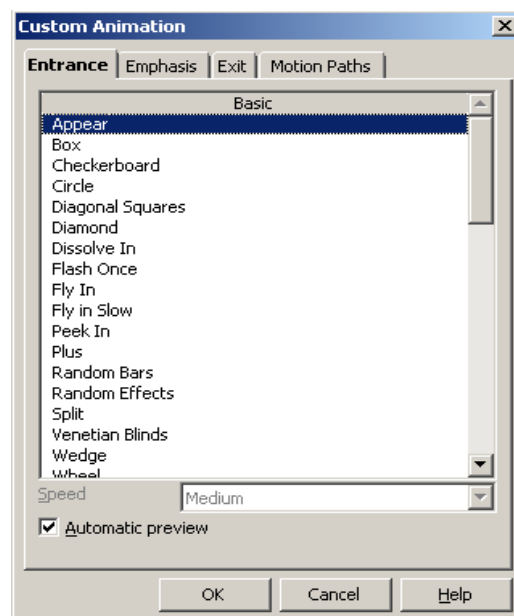 Custom Animation
Entrance Emphasis Exit Motion Paths
Basic
Appear
Box
Checkerboard
Circle
Diagonal Squares
Diamond
Dissolve In
Flash Once
Fly In
Fly in Slow
Peek In
Plus
Random Bars
Random Effects
Split
Venetian Blinds
Wedge
Wheel
Speed Medium
Automatic preview
OK Cancel Help